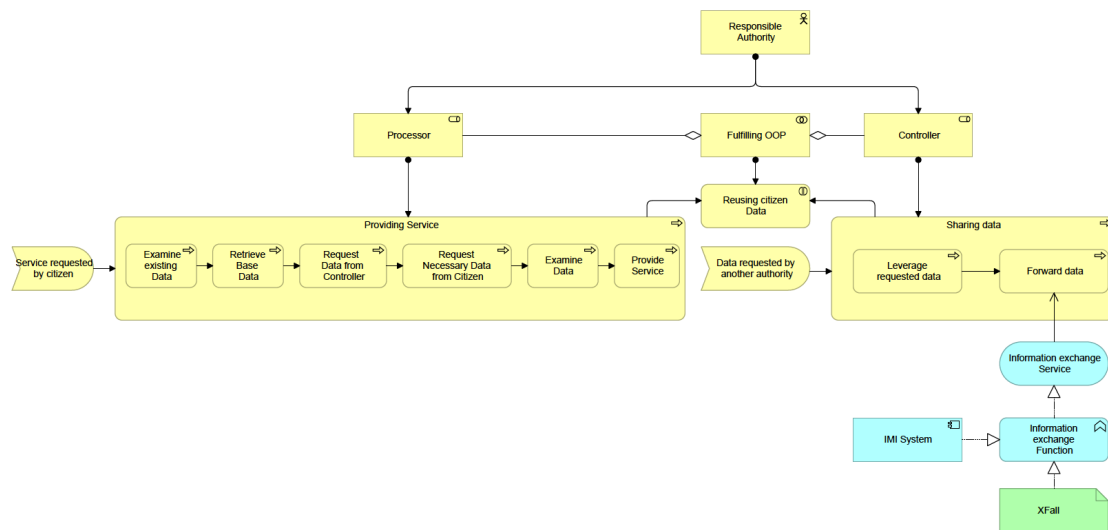 Responsible
Authority
Processor
Fulfilling OOP
Controller
Reusing citizen
Data
Providing Service
Sharing data
Service requested
by citizen
Examine
existing
Data
Retrieve
Base
Data
Request
Data from
Controller
Request
Necessary Data
from Citizen
Examine
Data
Provide
Service
Data requested by
another authority
Leverage
requested data
Forward data
Information exchange
Service
IMI System
Information
exchange
Function
XFall